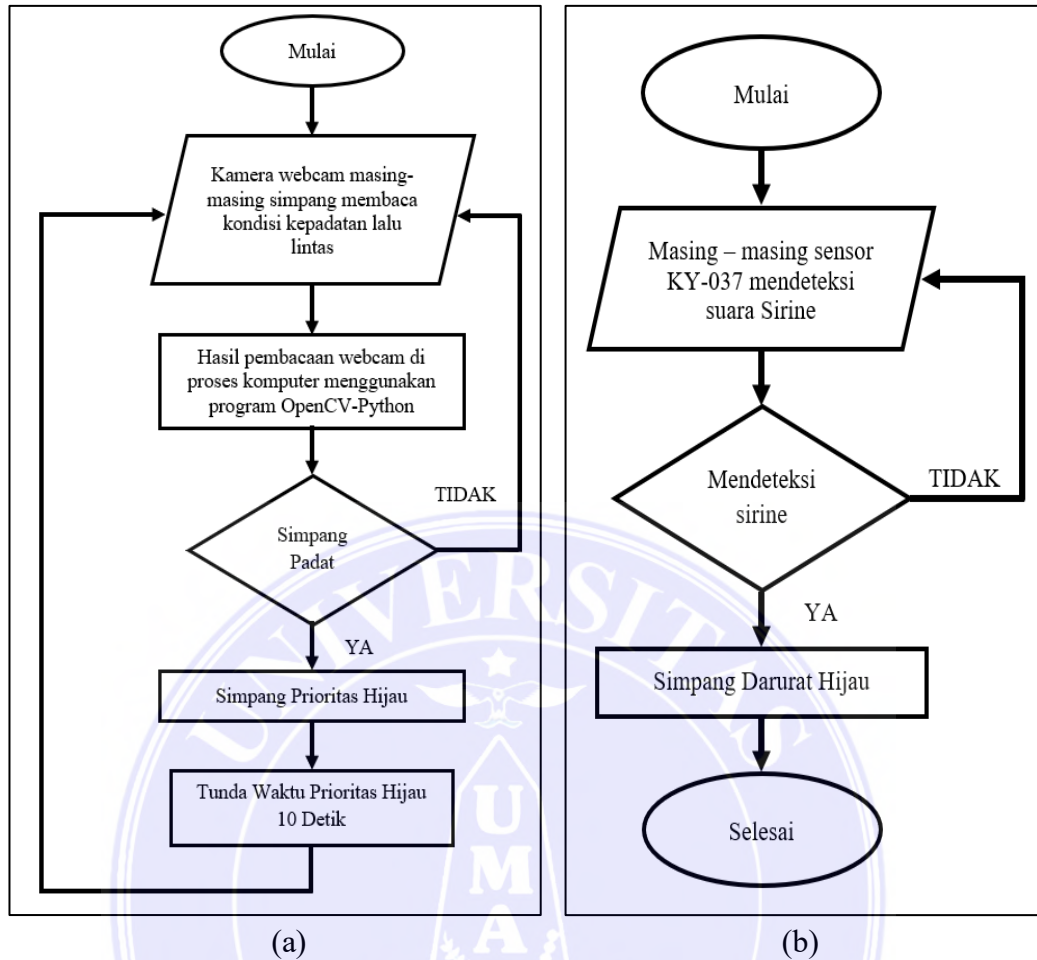 Mulai
Kamera webcam masing-
masing simpang membaca
kondisi kepadatan lalu
lintas
Hasil pembacaan webcam di
proses komputer menggunakan
program OpenCV-Python
TIDAK
Simpang
Padat
YA
Simpang Prioritas Hijau
Tunda Waktu Prioritas Hijau
10 Detik
(a)
Mulai
Masing – masing sensor
KY-037 mendeteksi
suara Sirine
Mendeteksi
sirine
TIDAK
YA
Simpang Darurat Hijau
Selesai
(b)
UNIVERSITAS
UMA